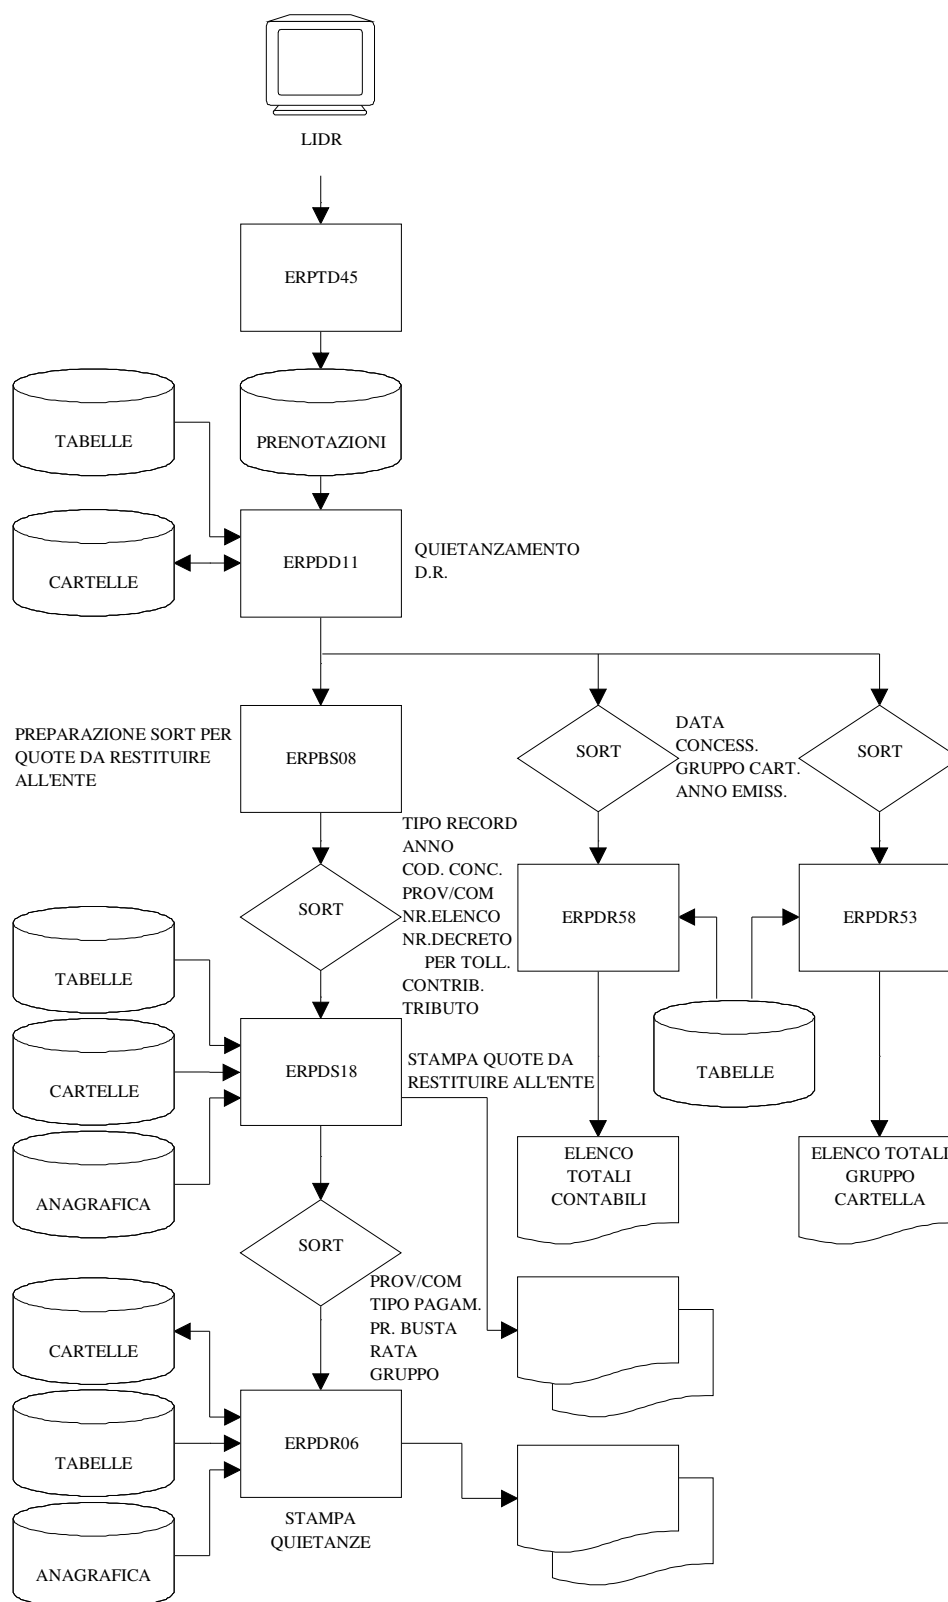 LIDR
ERPTD45
TABELLE
PRENOTAZIONI
CARTELLE
ERPDD11
QUIETANZAMENTO
D.R.
PREPARAZIONE SORT PER
QUOTE DA RESTITUIRE
ALL'ENTE
ERPBS08
SORT
DATA
CONCESS.
GRUPPO CART.
ANNO EMISS.
SORT
SORT
TIPO RECORD
ANNO
COD. CONC.
PROV/COM
NR.ELENCO
NR.DECRETO
PER TOLL.
CONTRIB.
TRIBUTO
ERPDR58
ERPDR53
TABELLE
CARTELLE
ANAGRAFICA
ERPDS18
STAMPA QUOTE DA
RESTITUIRE ALL'ENTE
TABELLE
ELENCO
TOTALI
CONTABILI
ELENCO TOTALI
GRUPPO
CARTELLA
SORT
PROV/COM
TIPO PAGAM.
PR. BUSTA
RATA
GRUPPO
CARTELLE
TABELLE
ANAGRAFICA
ERPDR06
STAMPA
QUIETANZE